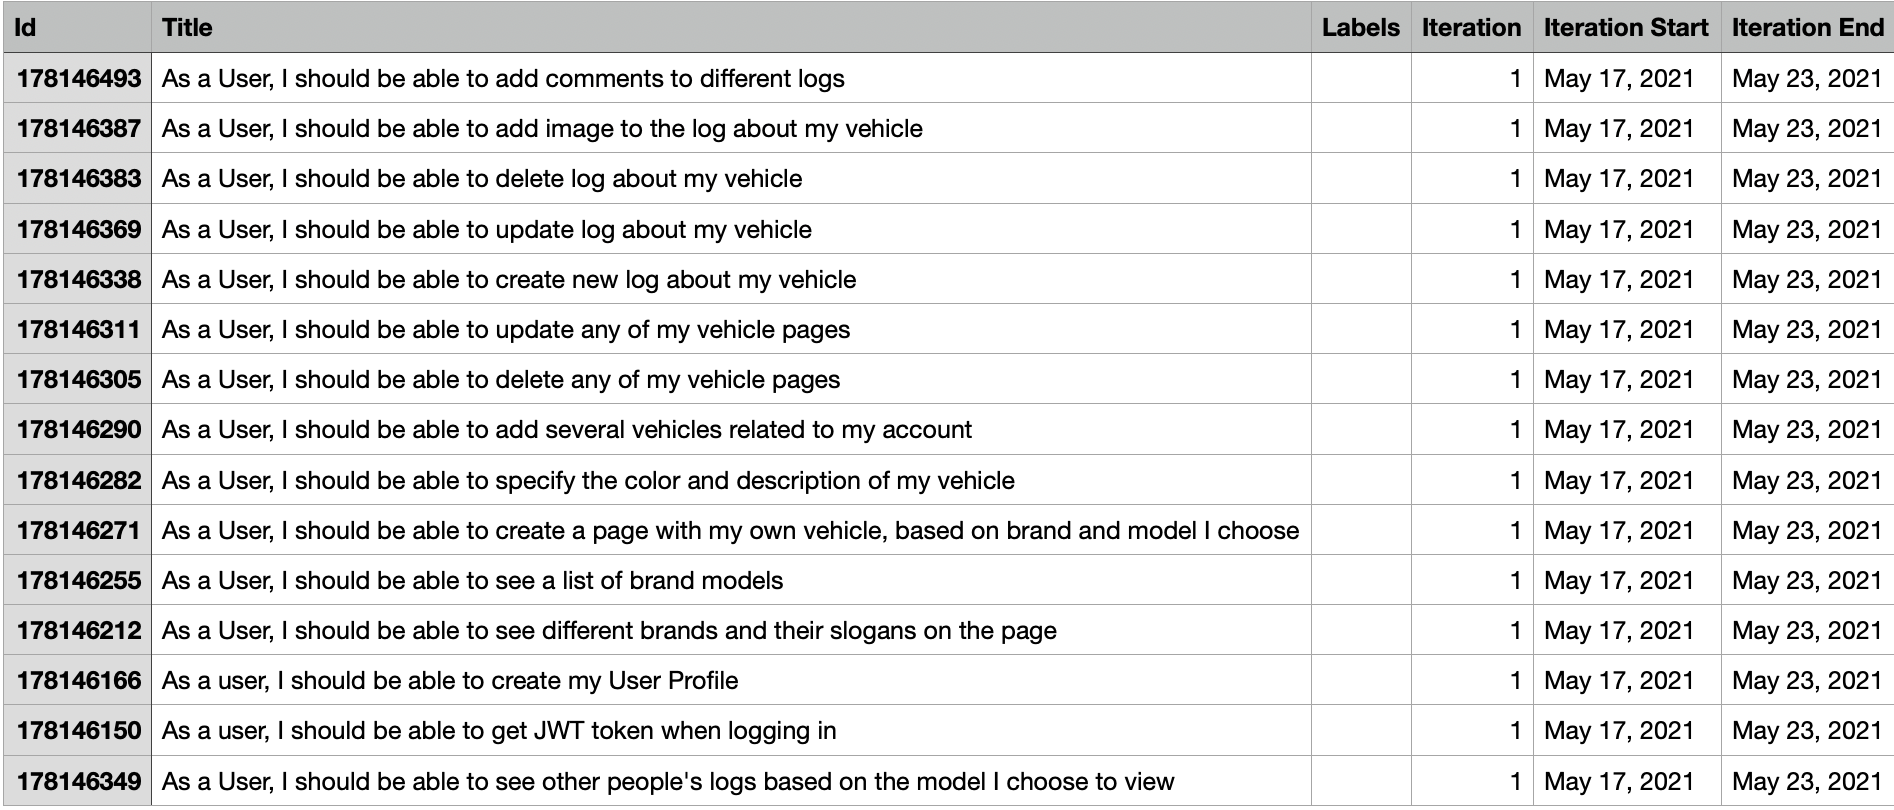 Id Title Labels Iteration Iteration Start Iteration End
178146493 As a User, I should be able to add comments to different logs 1 May 17, 2021 May 23, 2021
178146387 As a User, I should be able to add image to the log about my vehicle 1 May 17, 2021 May 23, 2021
178146383 As a User, I should be able to delete log about my vehicle 1 May 17, 2021 May 23, 2021
178146369 As a User, I should be able to update log about my vehicle 1 May 17, 2021 May 23, 2021
178146338 As a User, I should be able to create new log about my vehicle 1 May 17, 2021 May 23, 2021
178146311 As a User, I should be able to update any of my vehicle pages 1 May 17, 2021 May 23, 2021
178146305 As a User, I should be able to delete any of my vehicle pages 1 May 17, 2021 May 23, 2021
178146290 As a User, I should be able to add several vehicles related to my account 1 May 17, 2021 May 23, 2021
178146282 As a User, I should be able to specify the color and description of my vehicle 1 May 17, 2021 May 23, 2021
178146271 As a User, I should be able to create a page with my own vehicle, based on brand and model I choose 1 May 17, 2021 May 23, 2021
178146255 As a User, I should be able to see a list of brand models 1 May 17, 2021 May 23, 2021
178146212 As a User, I should be able to see different brands and their slogans on the page 1 May 17, 2021 May 23, 2021
178146166 As a user, I should be able to create my User Profile 1 May 17, 2021 May 23, 2021
178146150 As a user, I should be able to get JWT token when logging in 1 May 17, 2021 May 23, 2021
178146349 As a User, I should be able to see other people's logs based on the model I choose to view 1 May 17, 2021 May 23, 2021